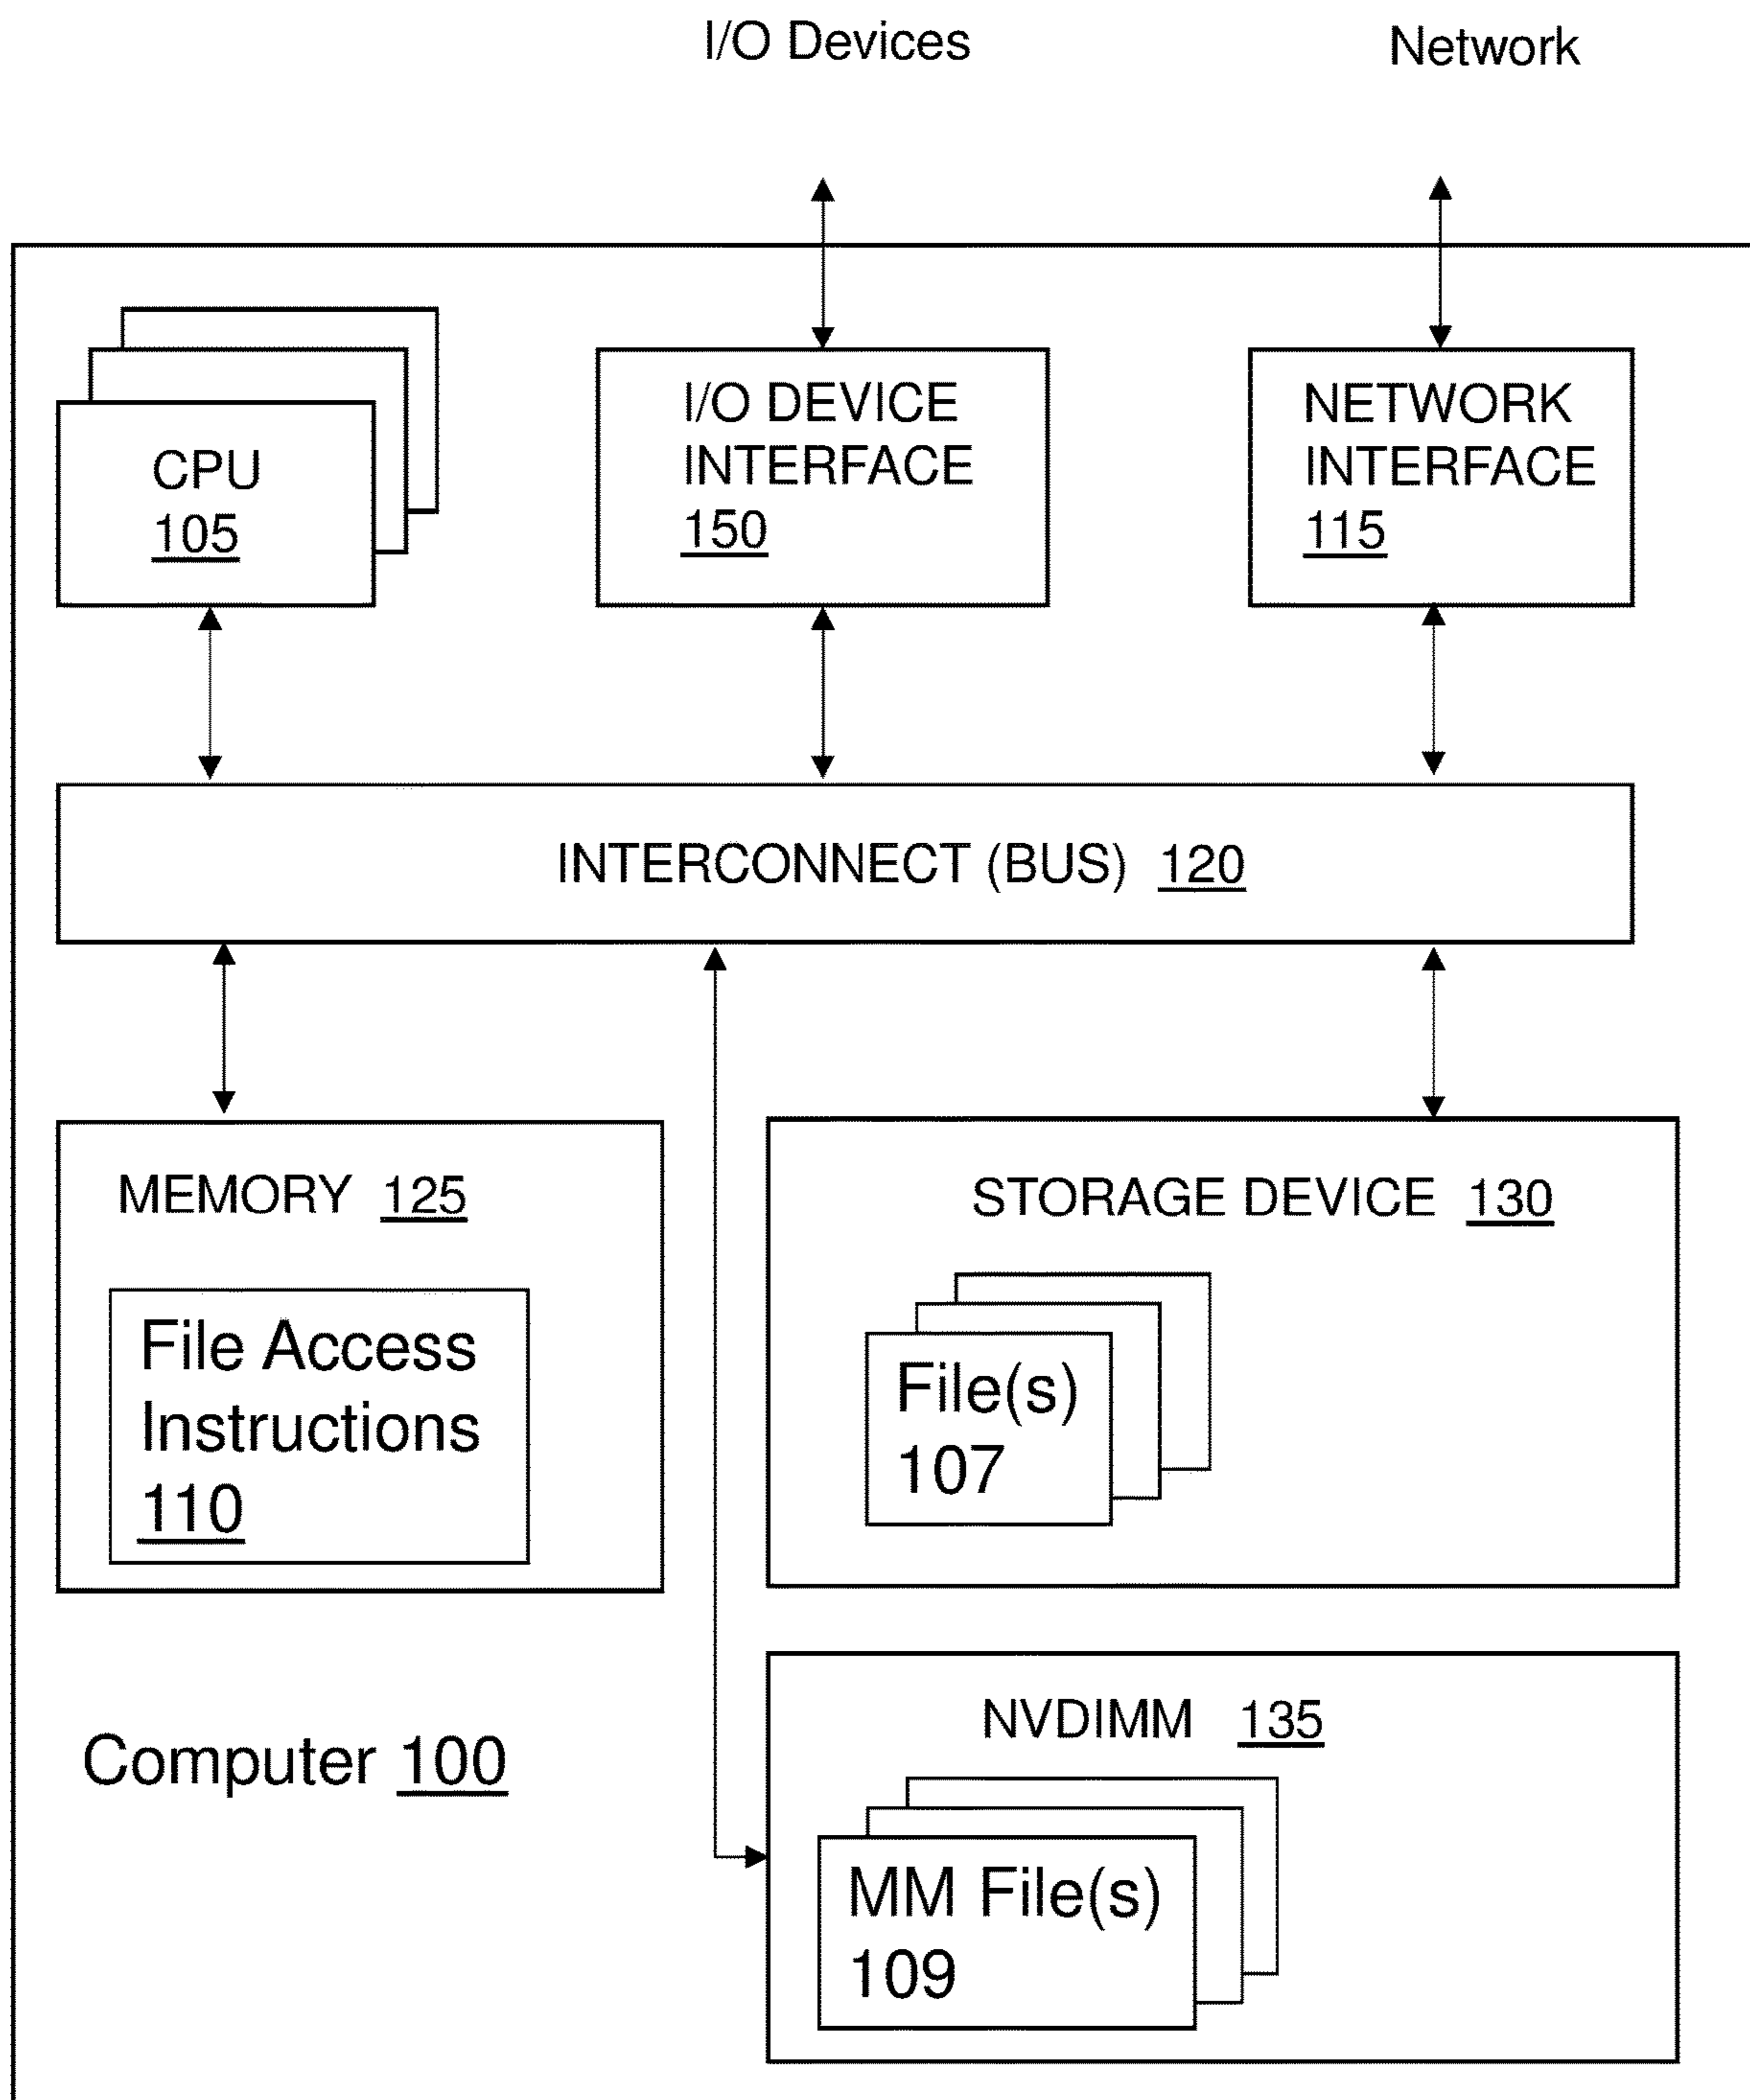 I/O Devices
Network
CPU
105
I/O DEVICE
INTERFACE
150
NETWORK
INTERFACE
115
INTERCONNECT (BUS) 120
MEMORY 125
File Access
Instructions
110
STORAGE DEVICE 130
File(s)
107
Computer 100
NVDIMM 135
MM File(s)
109